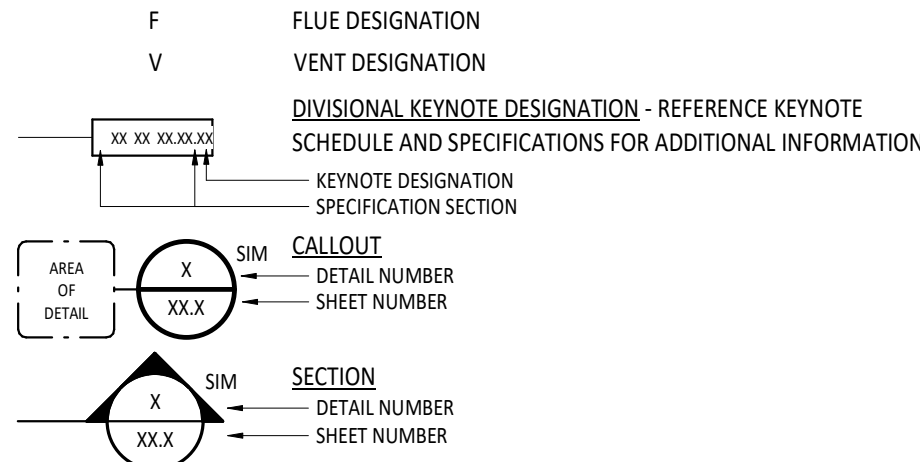 F FLUE DESIGNATION
V VENT DESIGNATION
DIVISIONAL KEYNOTE DESIGNATION - REFERENCE KEYNOTE
XX XX XX.XX.XX SCHEDULE AND SPECIFICATIONS FOR ADDITIONAL INFORMATION
KEYNOTE DESIGNATION
SPECIFICATION SECTION
SIM CALLOUT
AREA
OF
DETAIL
X DETAIL NUMBER
XX.X SHEET NUMBER
SIM SECTION
X DETAIL NUMBER
XX.X SHEET NUMBER